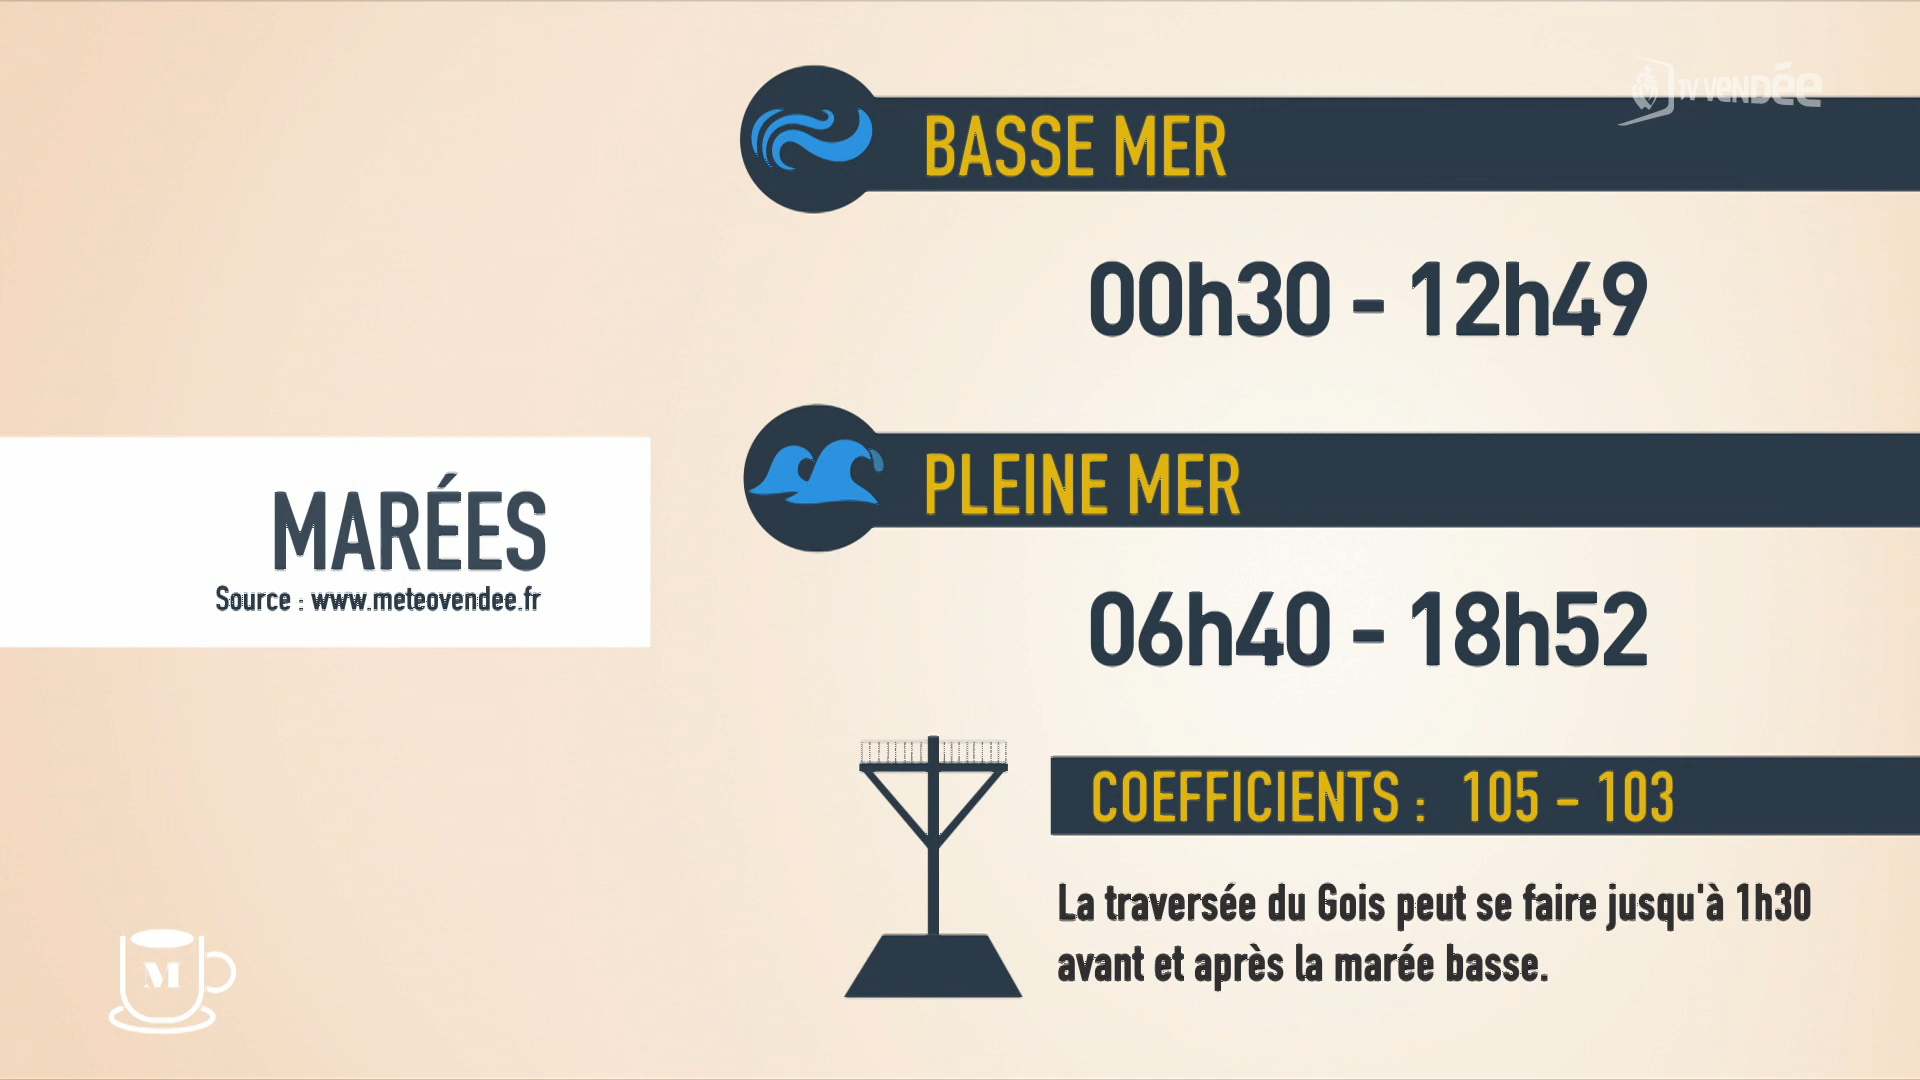 TV VENDÉE
BASSE MER
00h30 - 12h49
PLEINE MER
06h40 - 18h52
MARÉES
Source : www.meteovendee.fr
COEFFICIENTS : 105 - 103
La traversée du Gois peut se faire jusqu'à 1h30
avant et après la marée basse.
M